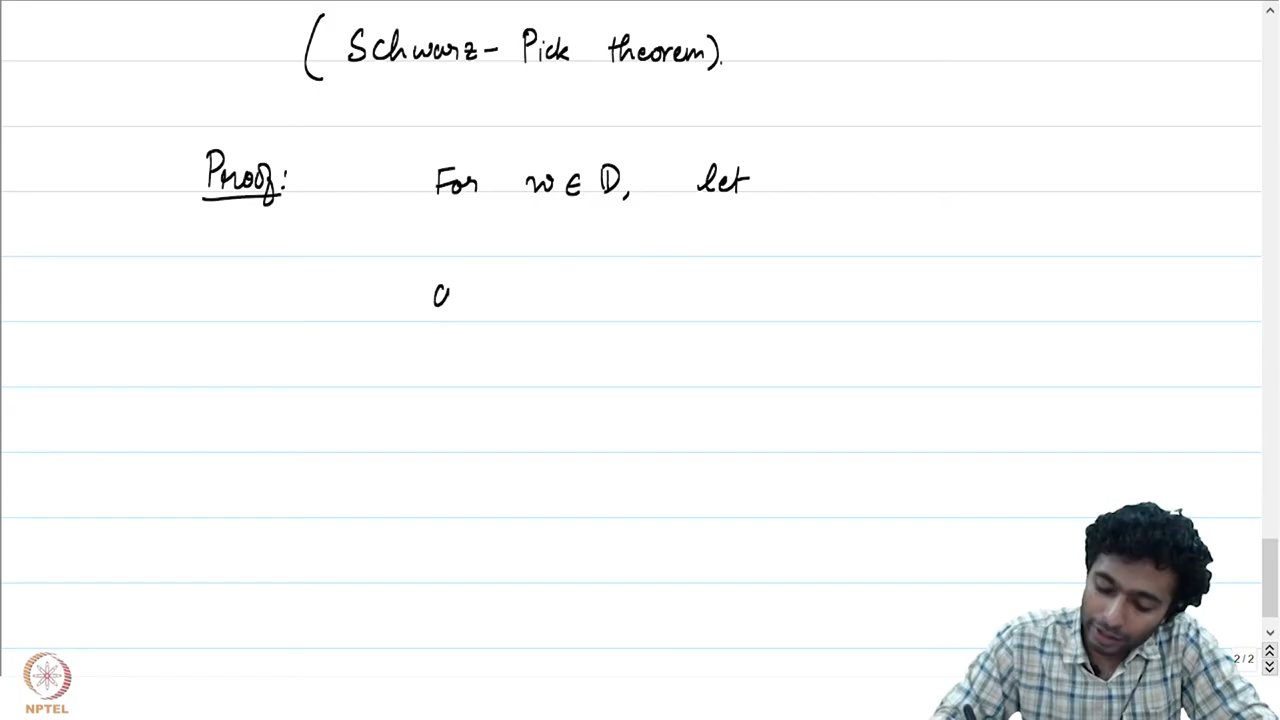 (Schwarz - Pick theorem).
Proof: For w ∈ D, let
2/2
NPTEL